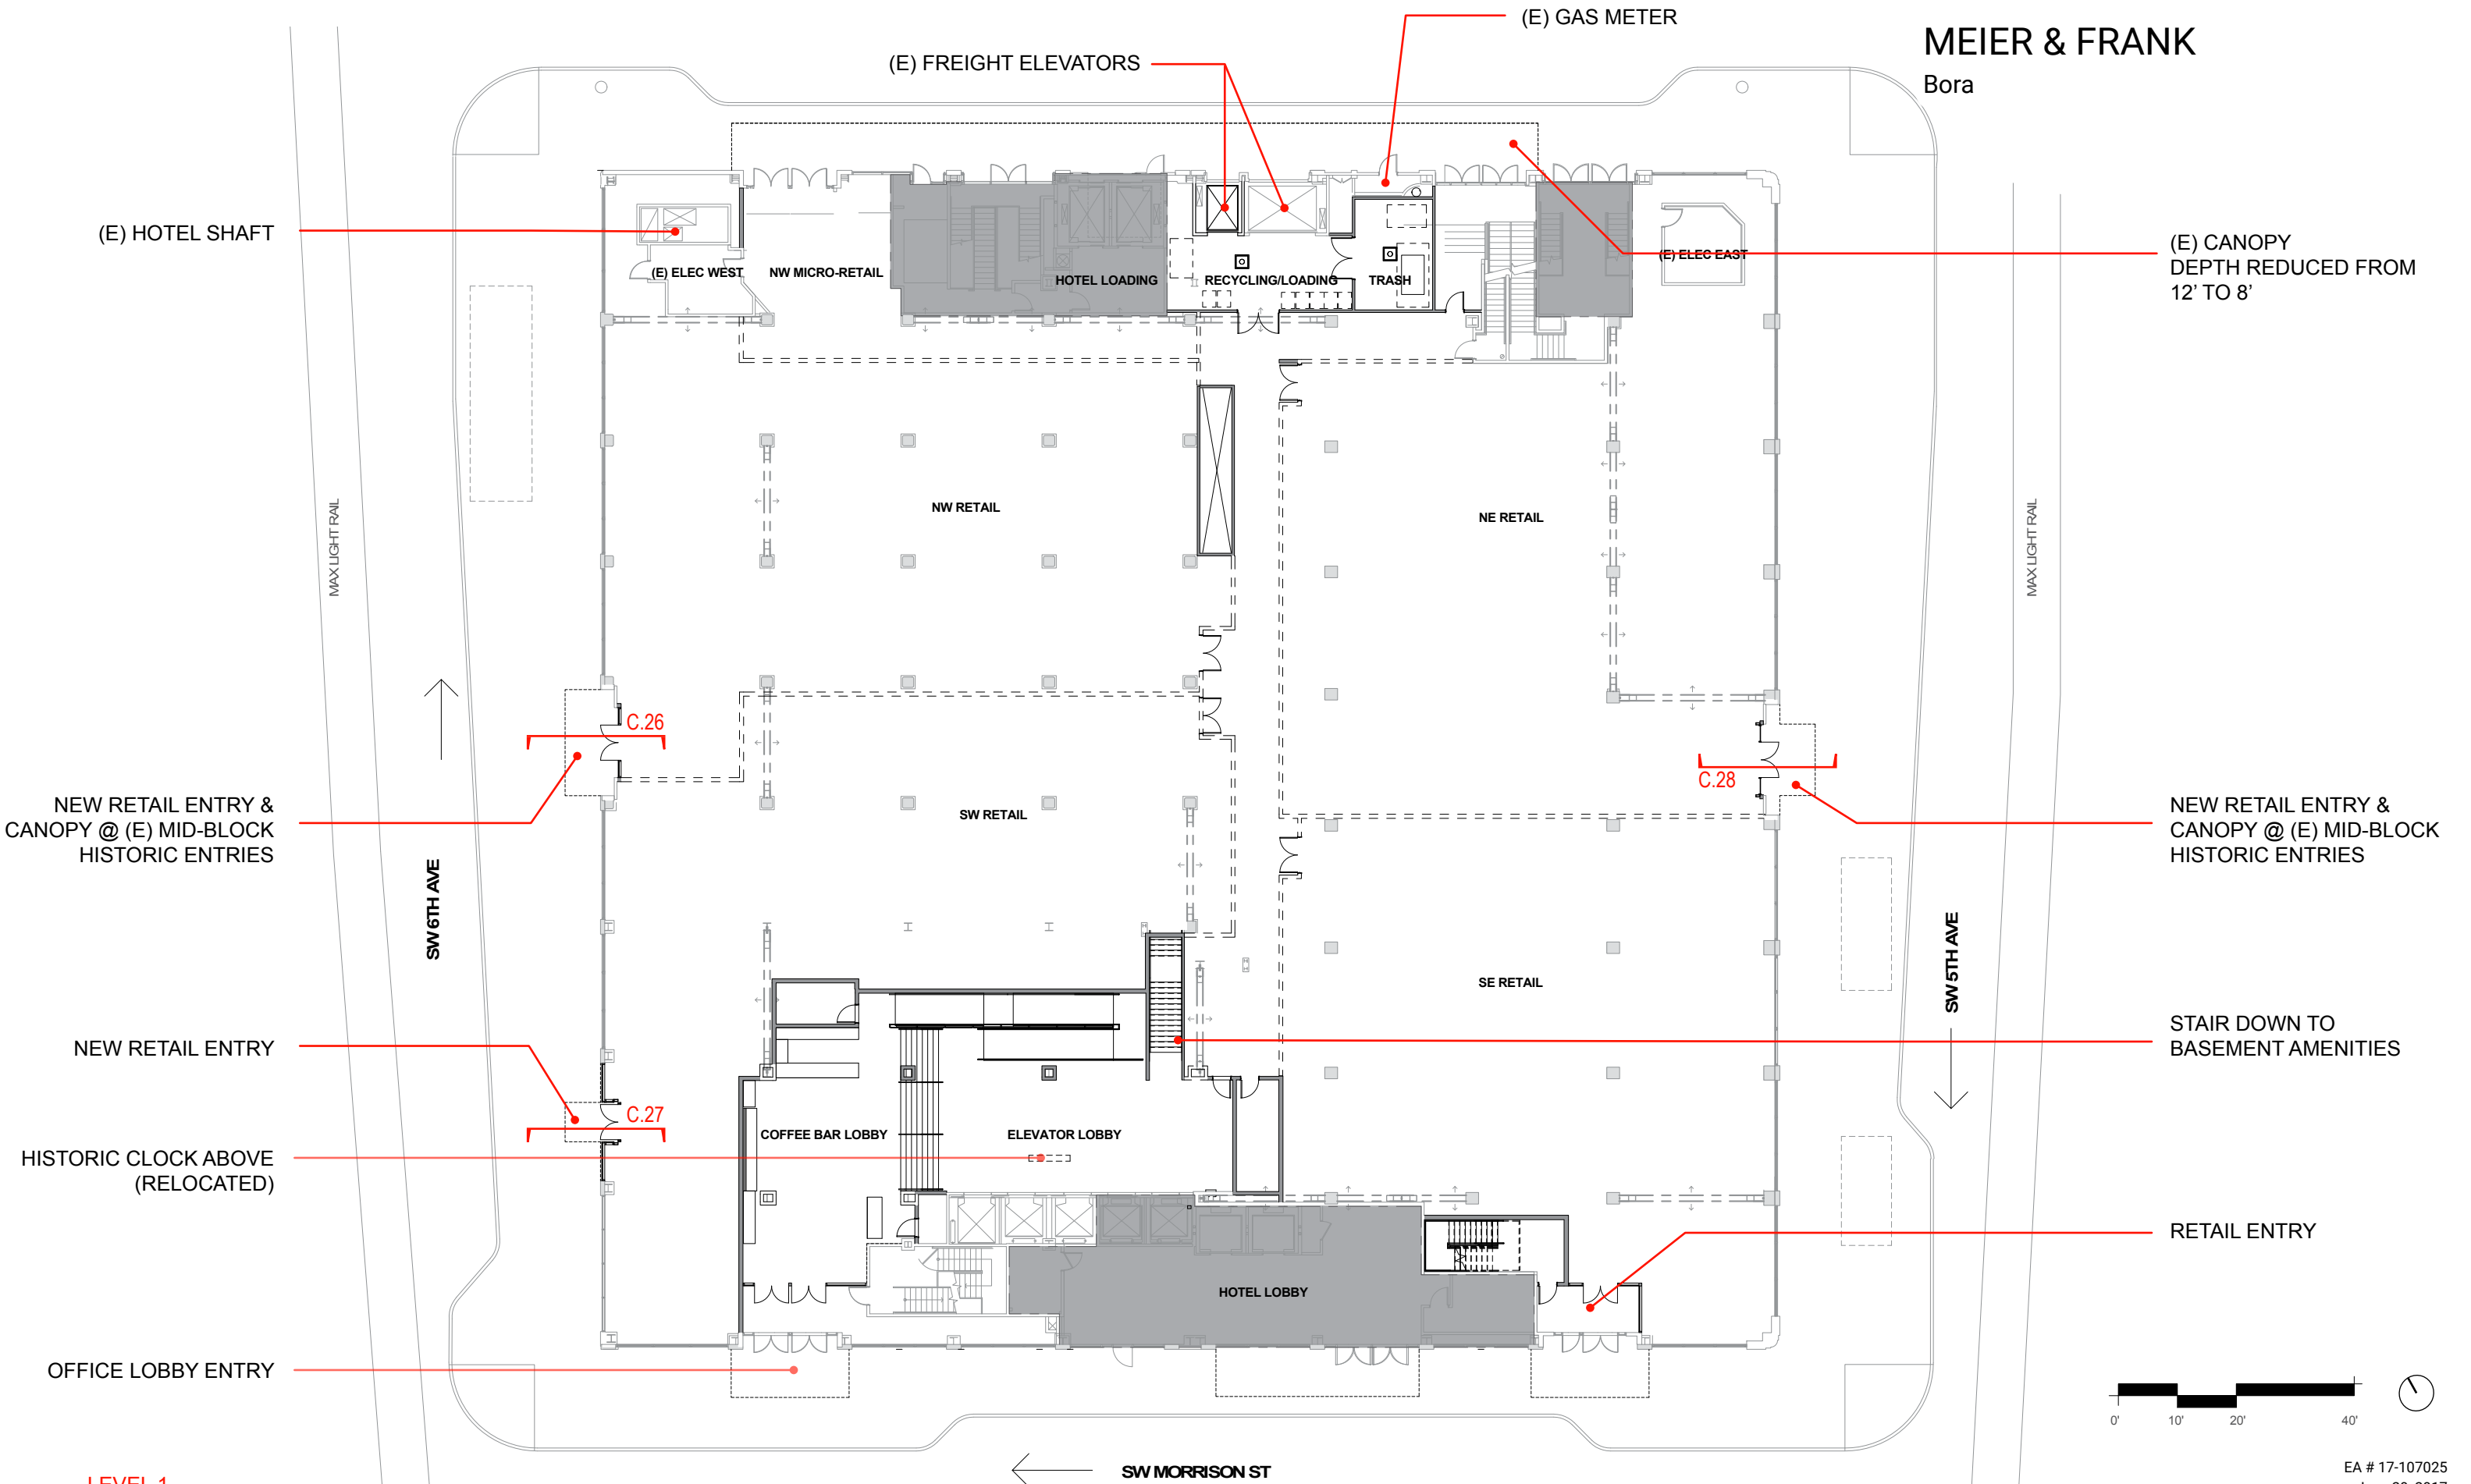 (E) GAS METER
MEIER & FRANK
Bora
(E) FREIGHT ELEVATORS
(E) HOTEL SHAFT
(E) CANOPY
DEPTH REDUCED FROM
12' TO 8'
(E) ELEC WEST
NW MICRO-RETAIL
HOTEL LOADING
RECYCLING/LOADING
TRASH
(E) ELEC EAST
MAX LIGHT RAIL
NW RETAIL
NE RETAIL
MAX LIGHT RAIL
C.26
C.28
NEW RETAIL ENTRY &
CANOPY @ (E) MID-BLOCK
HISTORIC ENTRIES
SW RETAIL
NEW RETAIL ENTRY &
CANOPY @ (E) MID-BLOCK
HISTORIC ENTRIES
SW 6TH AVE
SW 5TH AVE
SE RETAIL
NEW RETAIL ENTRY
STAIR DOWN TO
BASEMENT AMENITIES
C.27
COFFEE BAR LOBBY
ELEVATOR LOBBY
HISTORIC CLOCK ABOVE
(RELOCATED)
RETAIL ENTRY
HOTEL LOBBY
OFFICE LOBBY ENTRY
0' 10' 20' 40'
SW MORRISON ST
LEVEL 1
EA # 17-107025